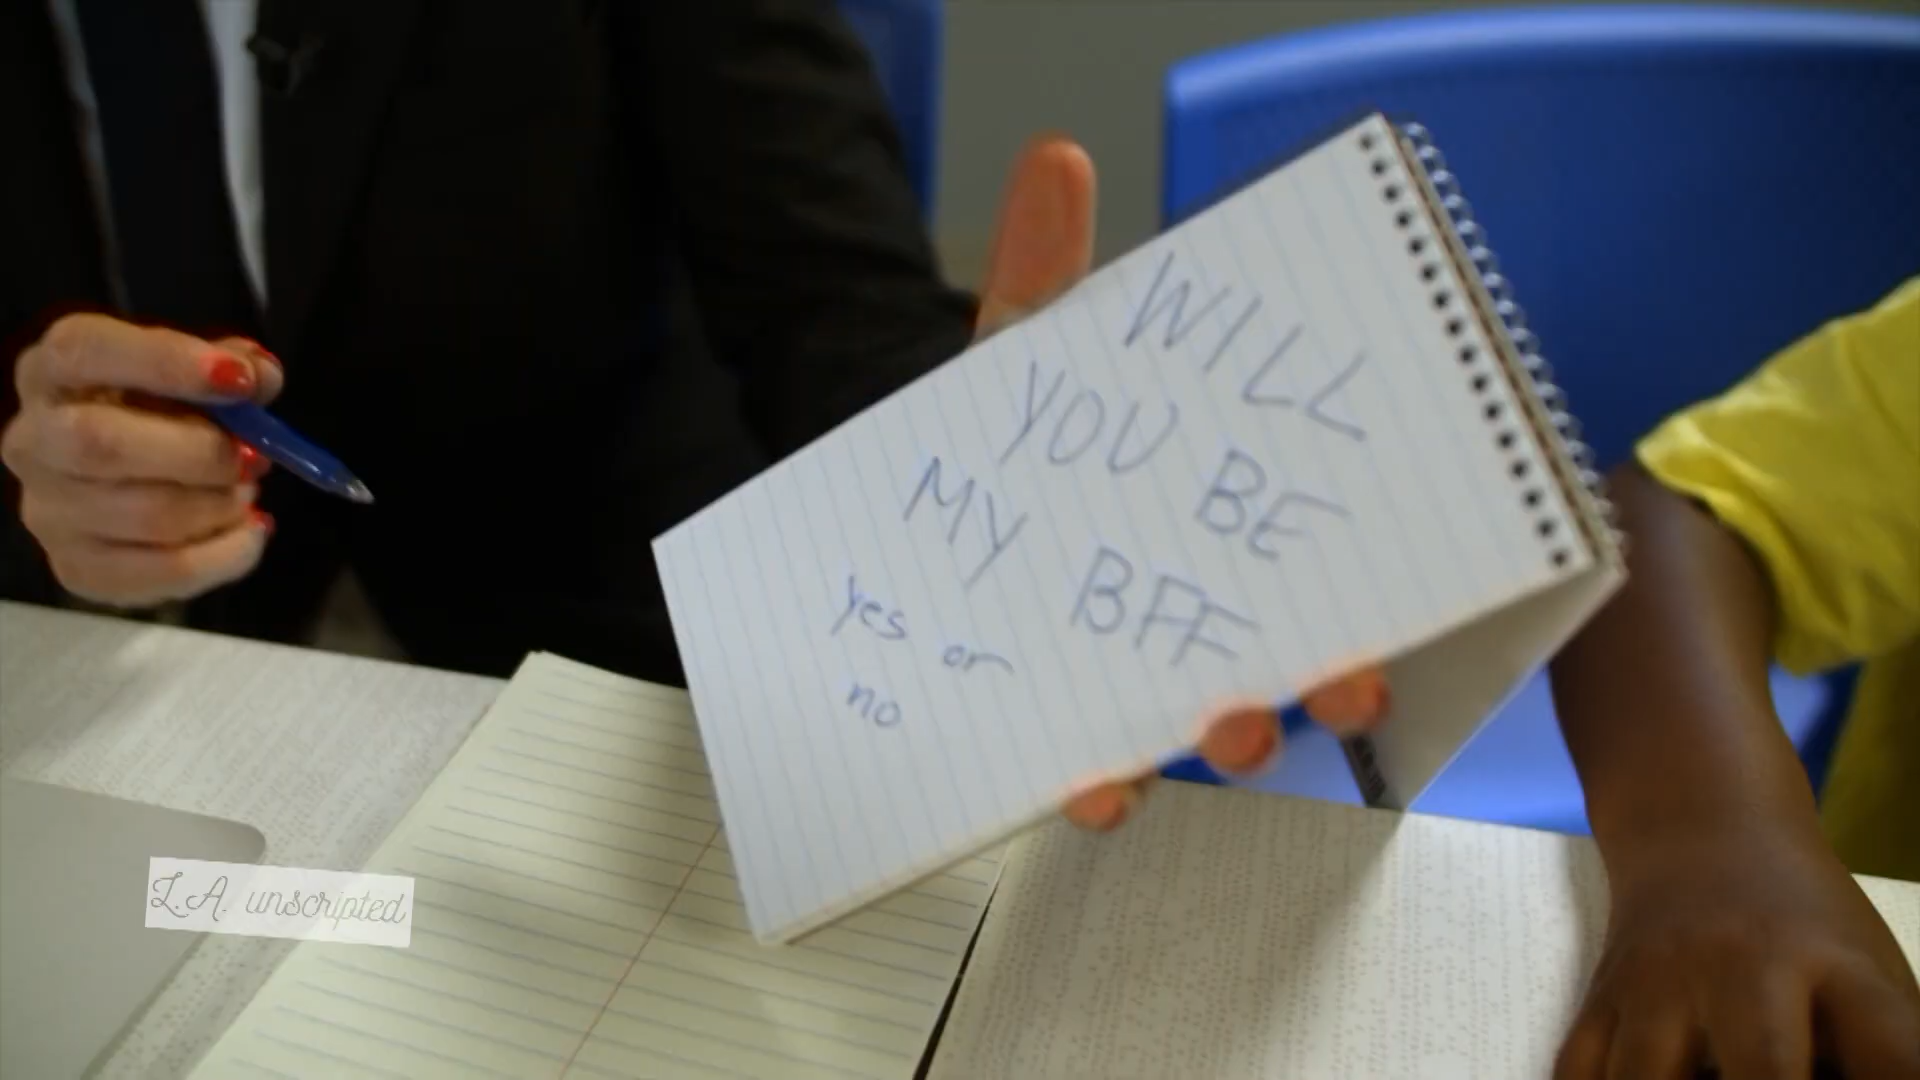 WILL
YOU BE
MY BFF
yes or
no
L.A. unscripted